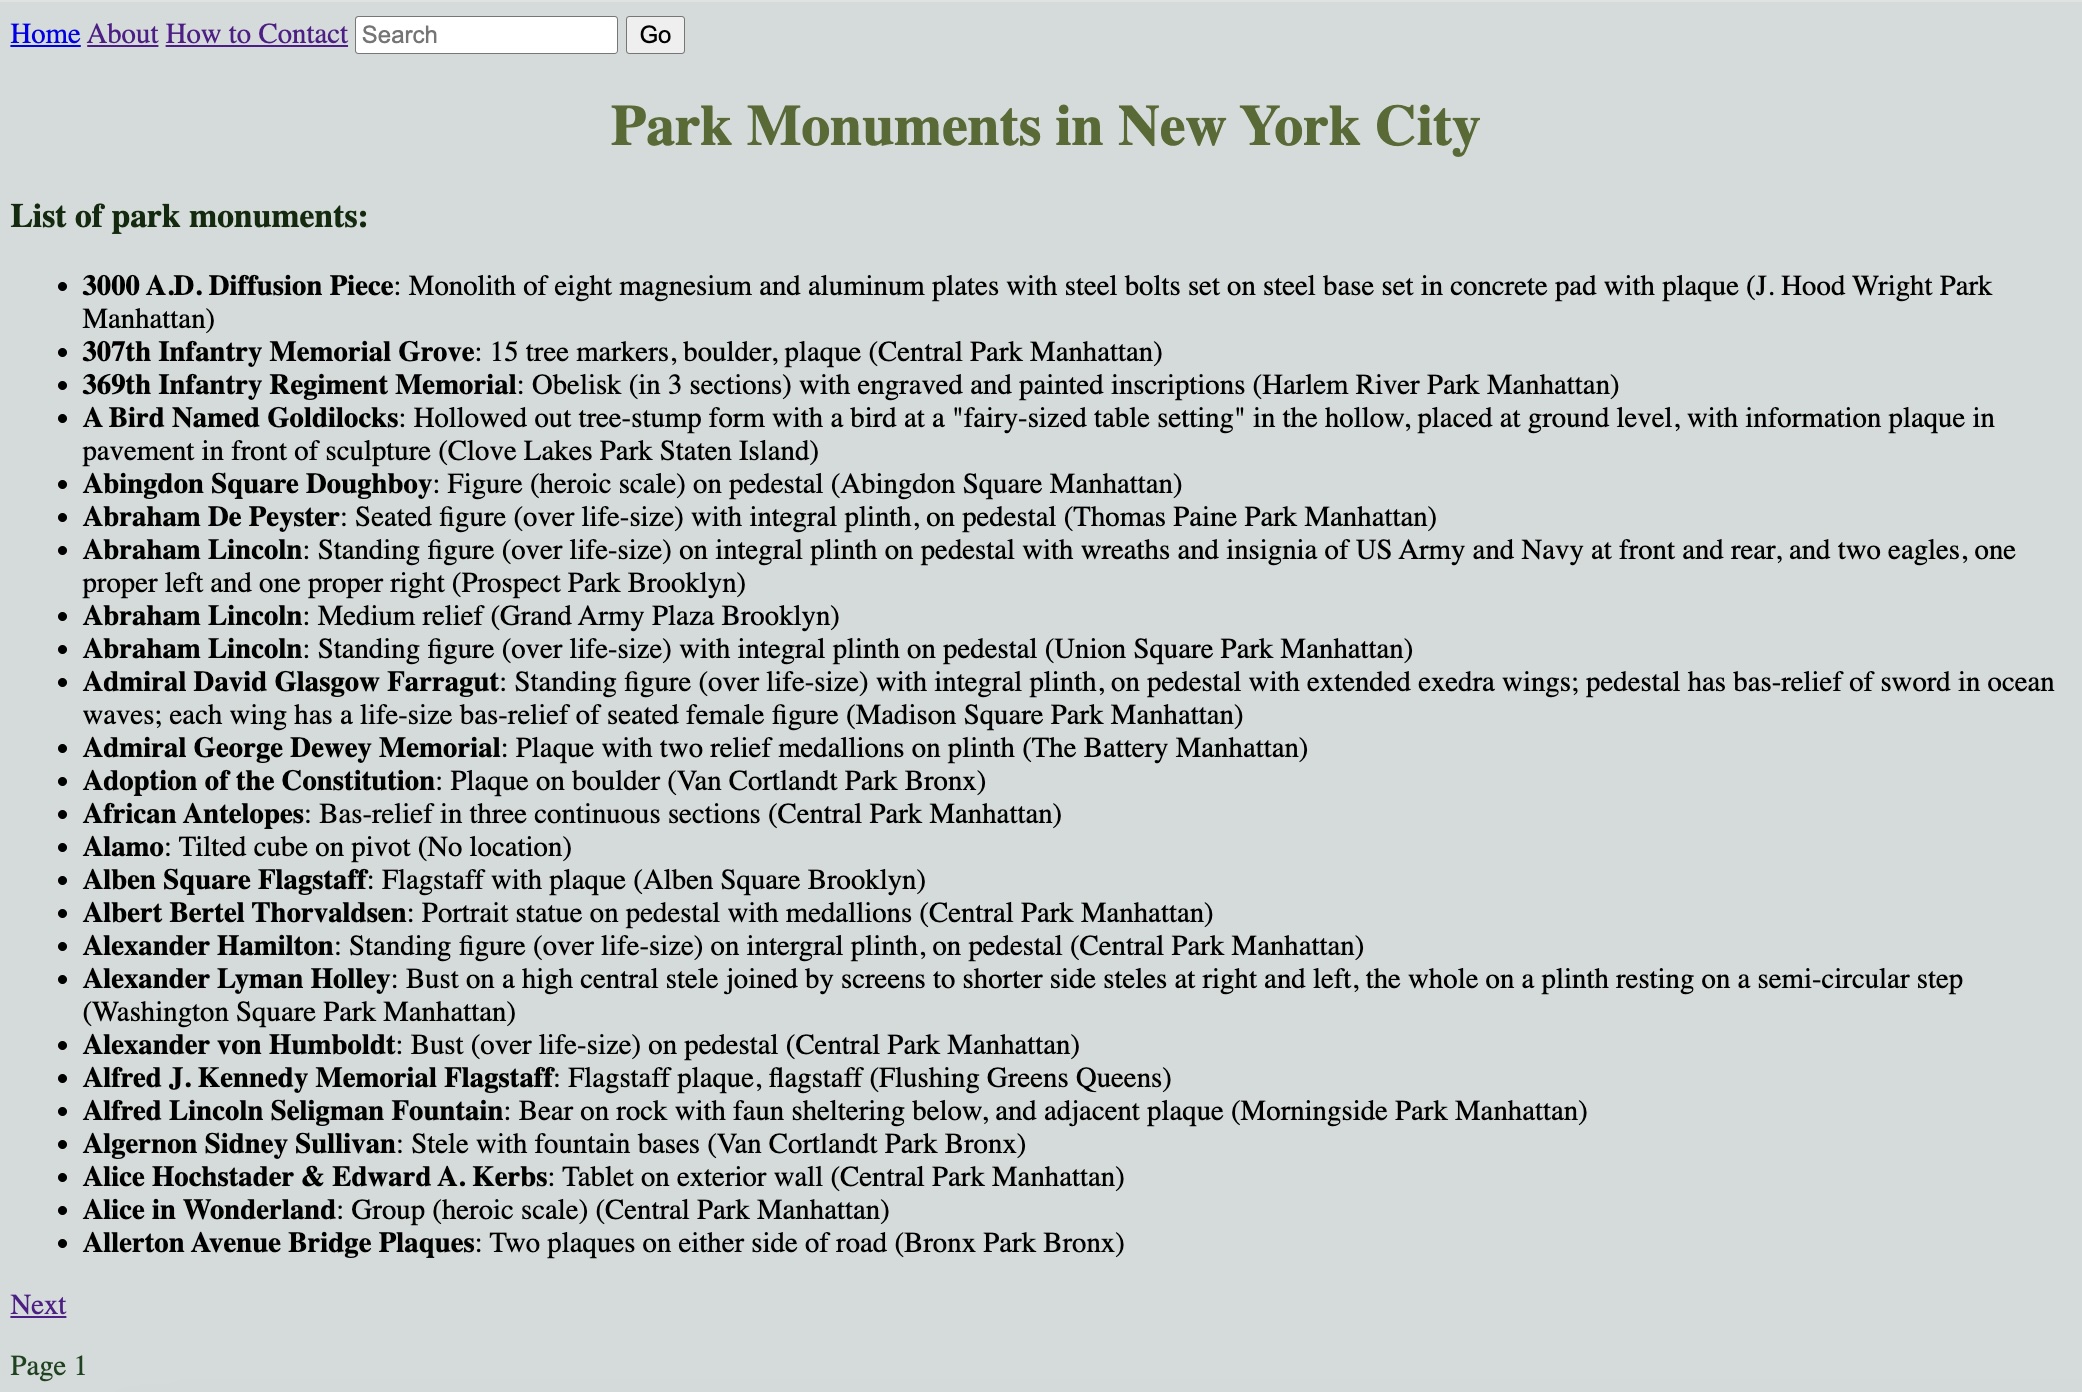 Home About How to Contact Search Go
Park Monuments in New York City
List of park monuments:
• 3000 A.D. Diffusion Piece: Monolith of eight magnesium and aluminum plates with steel bolts set on steel base set in concrete pad with plaque (J. Hood Wright Park
Manhattan)
• 307th Infantry Memorial Grove: 15 tree markers, boulder, plaque (Central Park Manhattan)
• 369th Infantry Regiment Memorial: Obelisk (in 3 sections) with engraved and painted inscriptions (Harlem River Park Manhattan)
• A Bird Named Goldilocks: Hollowed out tree-stump form with a bird at a "fairy-sized table setting" in the hollow, placed at ground level, with information plaque in
pavement in front of sculpture (Clove Lakes Park Staten Island)
• Abingdon Square Doughboy: Figure (heroic scale) on pedestal (Abingdon Square Manhattan)
• Abraham De Peyster: Seated figure (over life-size) with integral plinth, on pedestal (Thomas Paine Park Manhattan)
• Abraham Lincoln: Standing figure (over life-size) on integral plinth on pedestal with wreaths and insignia of US Army and Navy at front and rear, and two eagles, one
proper left and one proper right (Prospect Park Brooklyn)
• Abraham Lincoln: Medium relief (Grand Army Plaza Brooklyn)
• Abraham Lincoln: Standing figure (over life-size) with integral plinth on pedestal (Union Square Park Manhattan)
• Admiral David Glasgow Farragut: Standing figure (over life-size) with integral plinth, on pedestal with extended exedra wings; pedestal has bas-relief of sword in ocean
waves; each wing has a life-size bas-relief of seated female figure (Madison Square Park Manhattan)
• Admiral George Dewey Memorial: Plaque with two relief medallions on plinth (The Battery Manhattan)
• Adoption of the Constitution: Plaque on boulder (Van Cortlandt Park Bronx)
• African Antelopes: Bas-relief in three continuous sections (Central Park Manhattan)
• Alamo: Tilted cube on pivot (No location)
• Alben Square Flagstaff: Flagstaff with plaque (Alben Square Brooklyn)
• Albert Bertel Thorvaldsen: Portrait statue on pedestal with medallions (Central Park Manhattan)
• Alexander Hamilton: Standing figure (over life-size) on intergral plinth, on pedestal (Central Park Manhattan)
• Alexander Lyman Holley: Bust on a high central stele joined by screens to shorter side steles at right and left, the whole on a plinth resting on a semi-circular step
(Washington Square Park Manhattan)
• Alexander von Humboldt: Bust (over life-size) on pedestal (Central Park Manhattan)
• Alfred J. Kennedy Memorial Flagstaff: Flagstaff plaque, flagstaff (Flushing Greens Queens)
• Alfred Lincoln Seligman Fountain: Bear on rock with faun sheltering below, and adjacent plaque (Morningside Park Manhattan)
• Algernon Sidney Sullivan: Stele with fountain bases (Van Cortlandt Park Bronx)
• Alice Hochstader & Edward A. Kerbs: Tablet on exterior wall (Central Park Manhattan)
• Alice in Wonderland: Group (heroic scale) (Central Park Manhattan)
• Allerton Avenue Bridge Plaques: Two plaques on either side of road (Bronx Park Bronx)
Next
Page 1